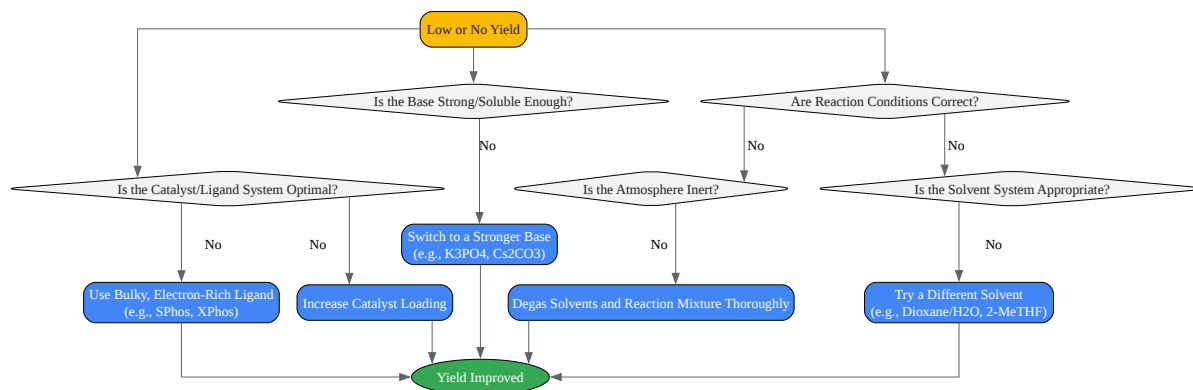 Low or No Yield
Is the Base Strong/Soluble Enough?
Are Reaction Conditions Correct?
No
No
No
Is the Catalyst/Ligand System Optimal?
Is the Atmosphere Inert?
Is the Solvent System Appropriate?
No
No
Switch to a Stronger Base
(e.g., K3PO4, Cs2CO3)
No
No
Use Bulky, Electron-Rich Ligand
(e.g., SPhos, XPhos)
Increase Catalyst Loading
Degas Solvents and Reaction Mixture Thoroughly
Try a Different Solvent
(e.g., Dioxane/H2O, 2-MeTHF)
Yield Improved